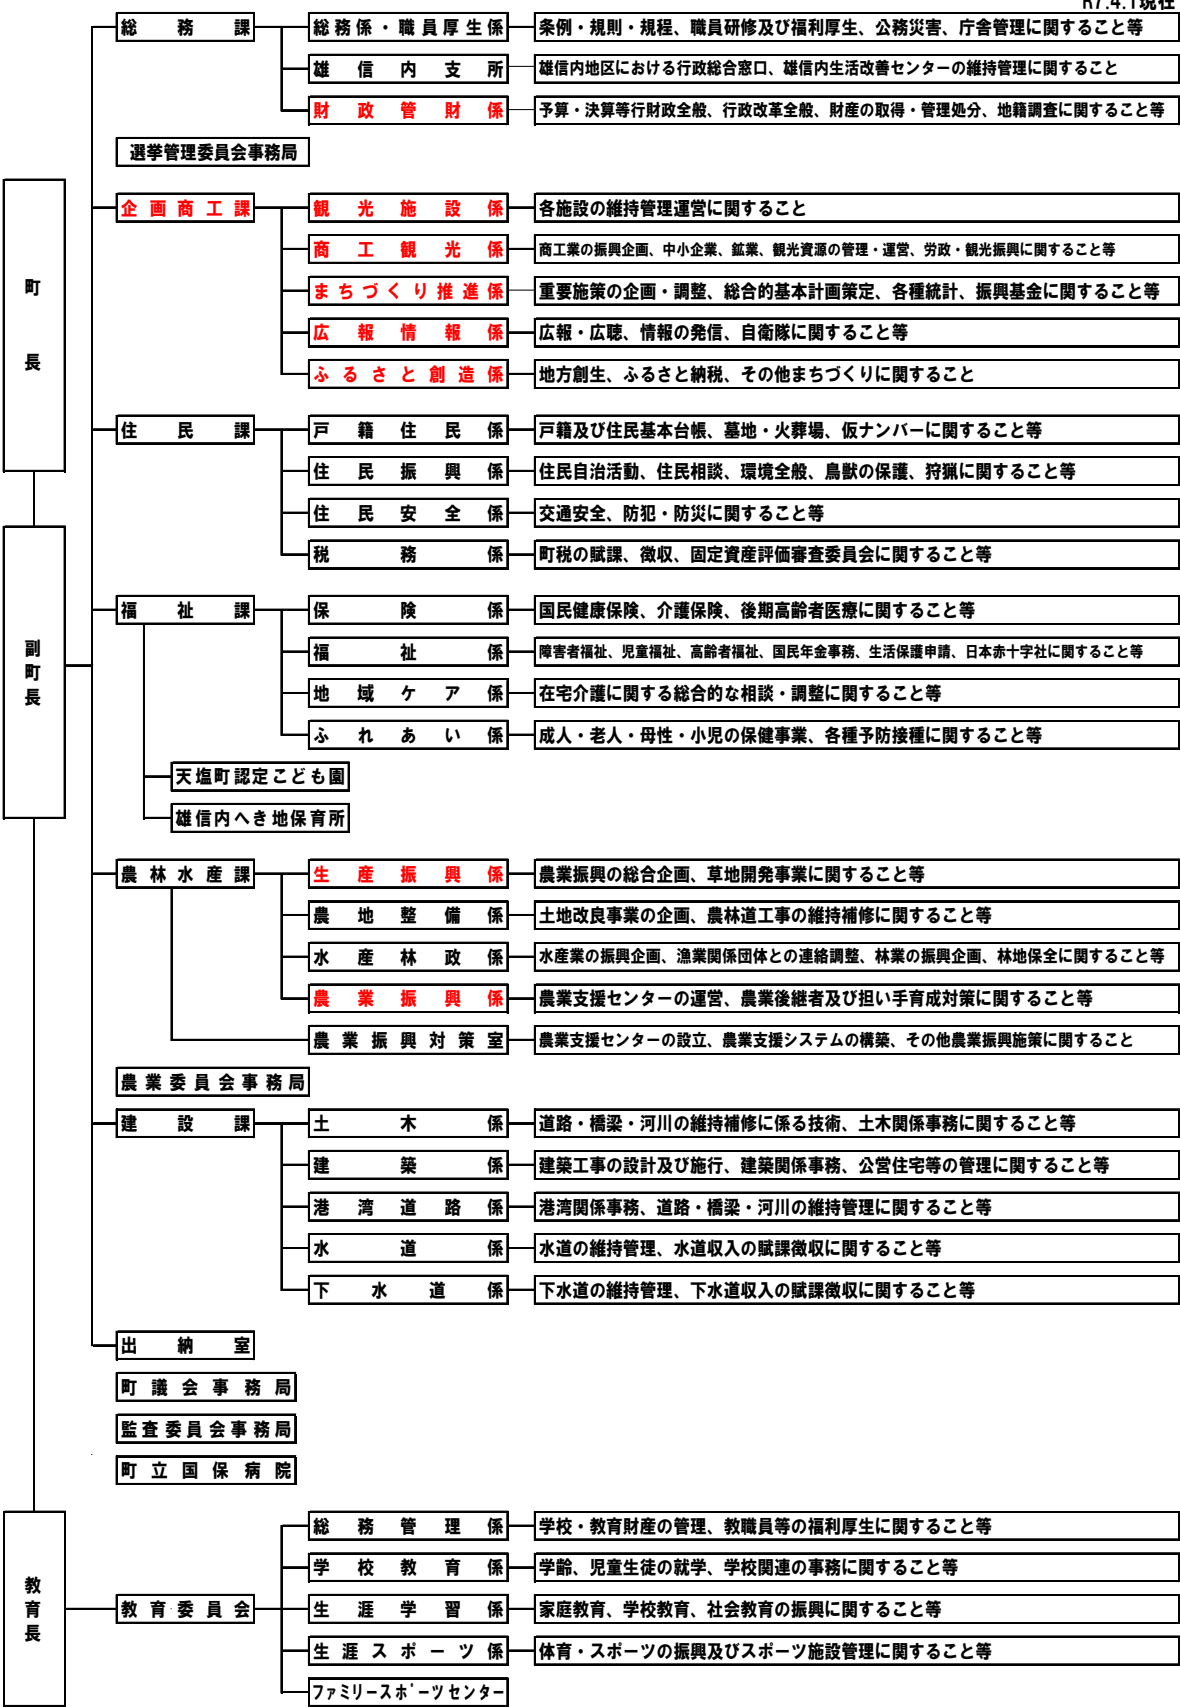 R7.4.1現在
総務課 総務係・職員厚生係 条例・規則・規程、職員研修及び福利厚生、公務災害、庁舎管理に関すること等
雄信内支所 雄信内地区における行政総合窓口、雄信内生活改善センターの維持管理に関すること
財政管財係 予算・決算等行財政全般、行政改革全般、財産の取得・管理処分、地籍調査に関すること等
選挙管理委員会事務局
町長
企画商工課 観光施設係 各施設の維持管理運営に関すること
商工観光係 商工業の振興企画、中小企業、鉱業、観光資源の管理・運営、労政・観光振興に関すること等
まちづくり推進係 重要施策の企画・調整、総合的基本計画策定、各種統計、振興基金に関すること等
広報情報係 広報・広聴、情報の発信、自衛隊に関すること等
ふるさと創造係 地方創生、ふるさと納税、その他まちづくりに関すること
住民課 戸籍住民係 戸籍及び住民基本台帳、墓地・火葬場、仮ナンバーに関すること等
住民振興係 住民自治活動、住民相談、環境全般、鳥獣の保護、狩猟に関すること等
住民安全係 交通安全、防犯・防災に関すること等
税務係 町税の賦課、徴収、固定資産評価審査委員会に関すること等
副町長
福祉課 保険係 国民健康保険、介護保険、後期高齢者医療に関すること等
福祉係 障害者福祉、児童福祉、高齢者福祉、国民年金事務、生活保護申請、日本赤十字社に関すること等
地域ケア係 在宅介護に関する総合的な相談・調整に関すること等
ふれあい係 成人・老人・母性・小児の保健事業、各種予防接種に関すること等
天塩町認定こども園
雄信内へき地保育所
農林水産課 生産振興係 農業振興の総合企画、草地開発事業に関すること等
農地整備係 土地改良事業の企画、農林道工事の維持補修に関すること等
水産林政係 水産業の振興企画、漁業関係団体との連絡調整、林業の振興企画、林地保全に関すること等
農業振興係 農業支援センターの運営、農業後継者及び担い手育成対策に関すること等
農業振興対策室 農業支援センターの設立、農業支援システムの構築、その他農業振興施策に関すること
農業委員会事務局
建設課 土木係 道路・橋梁・河川の維持補修に係る技術、土木関係事務に関すること等
建築係 建築工事の設計及び施行、建築関係事務、公営住宅等の管理に関すること等
港湾道路係 港湾関係事務、道路・橋梁・河川の維持管理に関すること等
水道係 水道の維持管理、水道収入の賦課徴収に関すること等
下水道係 下水道の維持管理、下水道収入の賦課徴収に関すること等
出納室
町議会事務局
監査委員会事務局
町立国保病院
教育長
教育委員会 総務管理係 学校・教育財産の管理、教職員等の福利厚生に関すること等
学校教育係 学齢、児童生徒の就学、学校関連の事務に関すること等
生涯学習係 家庭教育、学校教育、社会教育の振興に関すること等
生涯スポーツ係 体育・スポーツの振興及びスポーツ施設管理に関すること等
ファミリースポーツセンター